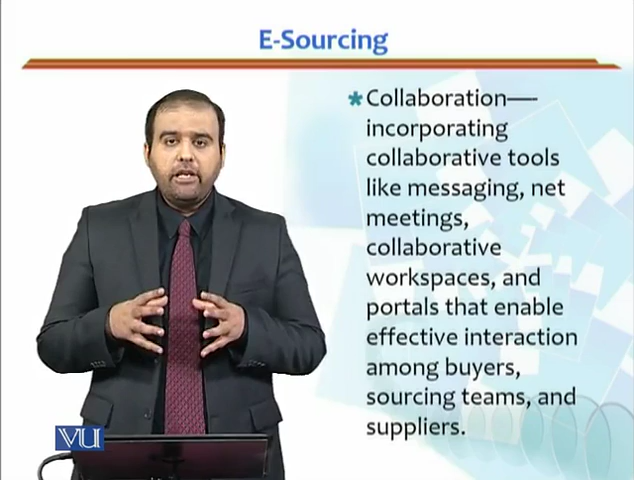 E-Sourcing
* Collaboration—-
incorporating
collaborative tools
like messaging, net
meetings,
collaborative
workspaces, and
portals that enable
effective interaction
among buyers,
sourcing teams, and
suppliers.
VU